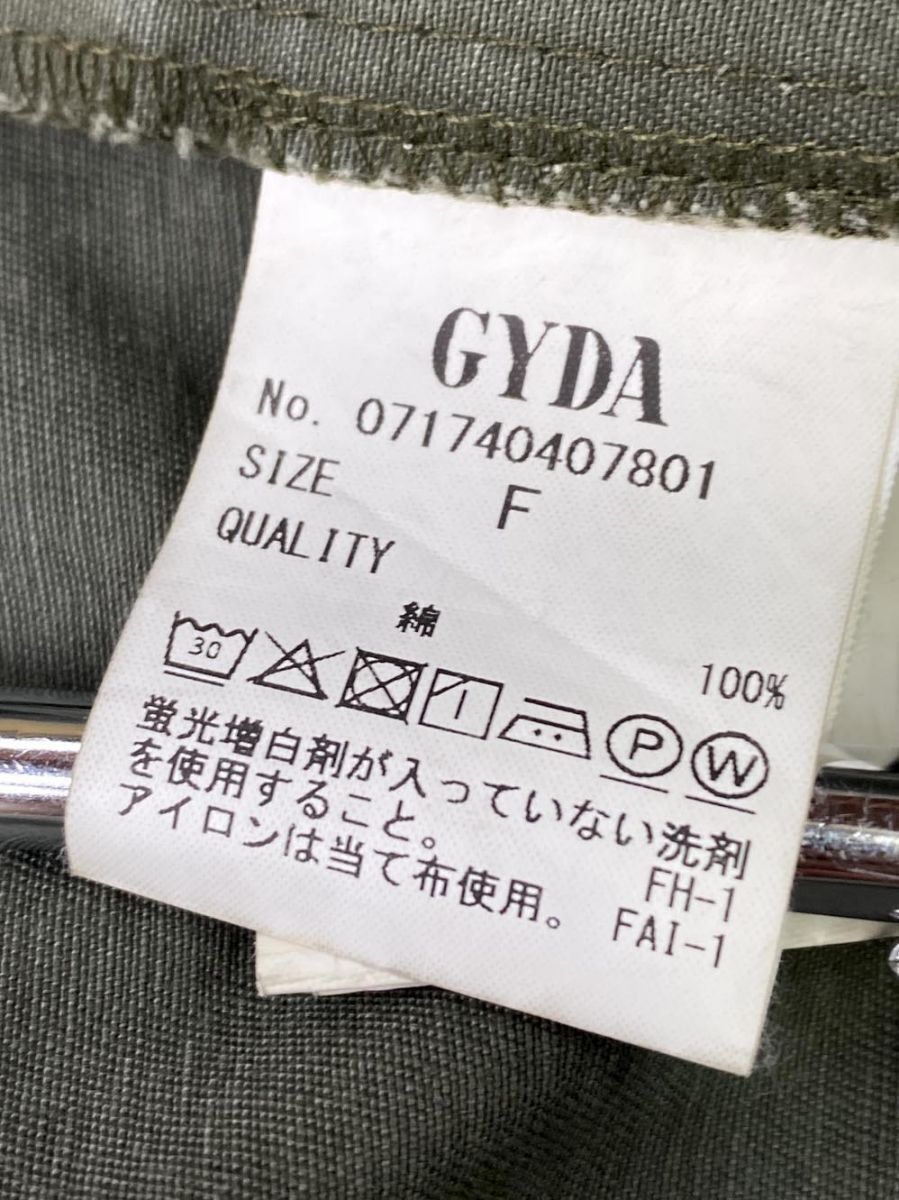 GYDA
No. 071740407801
SIZE F
QUALITY
綿 100%
30
P W
蛍光増白剤が入っていない洗剤
を使用すること。 FH-1
アイロンは当て布使用。 FAI-1